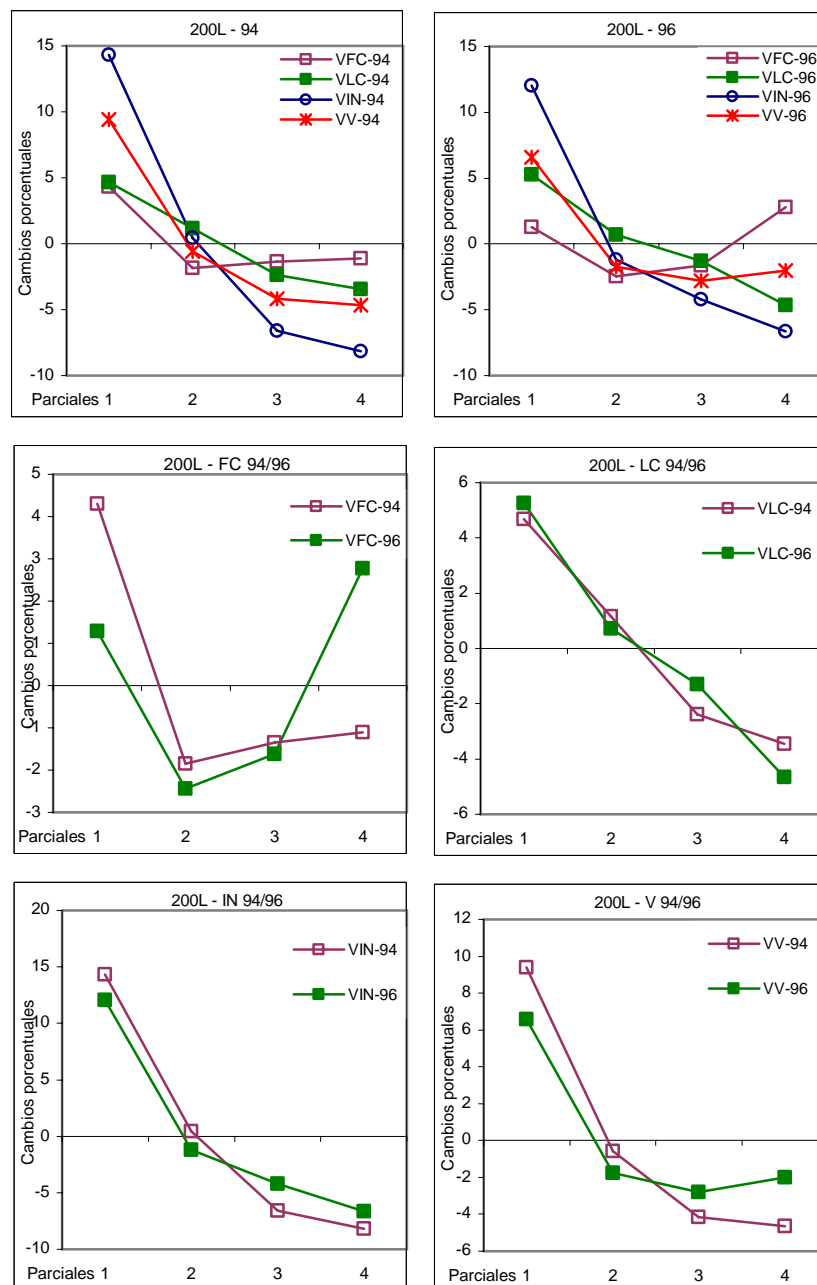 200L - 94
VFC-94
VLC-94
VIN-94
VV-94
Cambios porcentuales
15
10
5
0
-5
-10
Parciales 1 2 3 4
200L - 96
VFC-96
VLC-96
VIN-96
VV-96
Cambios porcentuales
15
10
5
0
-5
-10
Parciales 1 2 3 4
200L - FC 94/96
VFC-94
VFC-96
Cambios porcentuales
5
4
3
2
1
0
-1
-2
-3
Parciales 1 2 3 4
200L - LC 94/96
VLC-94
VLC-96
Cambios porcentuales
6
4
2
0
-2
-4
-6
Parciales 1 2 3 4
200L - IN 94/96
VIN-94
VIN-96
Cambios porcentuales
20
15
10
5
0
-5
-10
Parciales 1 2 3 4
200L - V 94/96
VV-94
VV-96
Cambios porcentuales
12
10
8
6
4
2
0
-2
-4
-6
Parciales 1 2 3 4